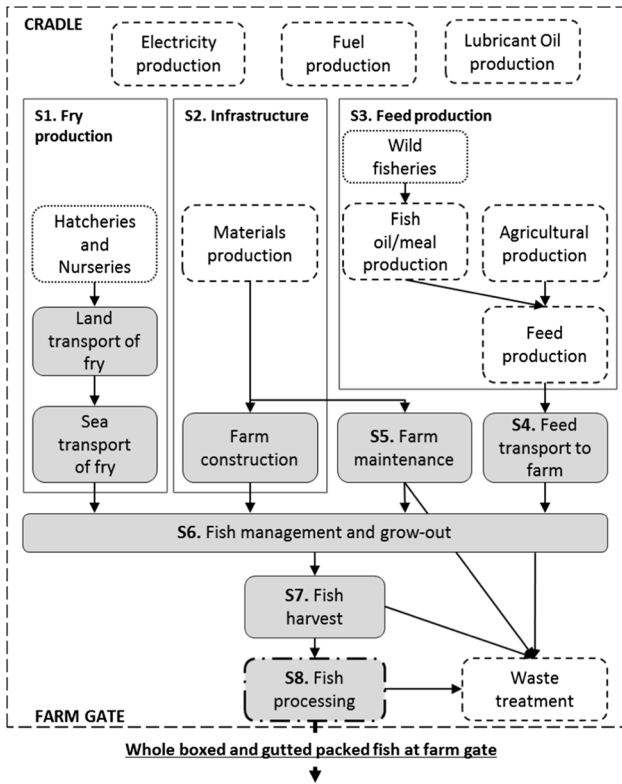 CRADLE
Electricity
production
Fuel
production
Lubricant Oil
production
S1. Fry
production
S2. Infrastructure
S3. Feed production
Wild
fisheries
Hatcheries
and
Nurseries
Materials
production
Fish
oil/meal
production
Agricultural
production
Land
transport of
fry
Feed
production
Sea
transport
of fry
Farm
construction
S5. Farm
maintenance
S4. Feed
transport to
farm
S6. Fish management and grow-out
S7. Fish
harvest
S8. Fish
processing
Waste
treatment
FARM GATE
Whole boxed and gutted packed fish at farm gate